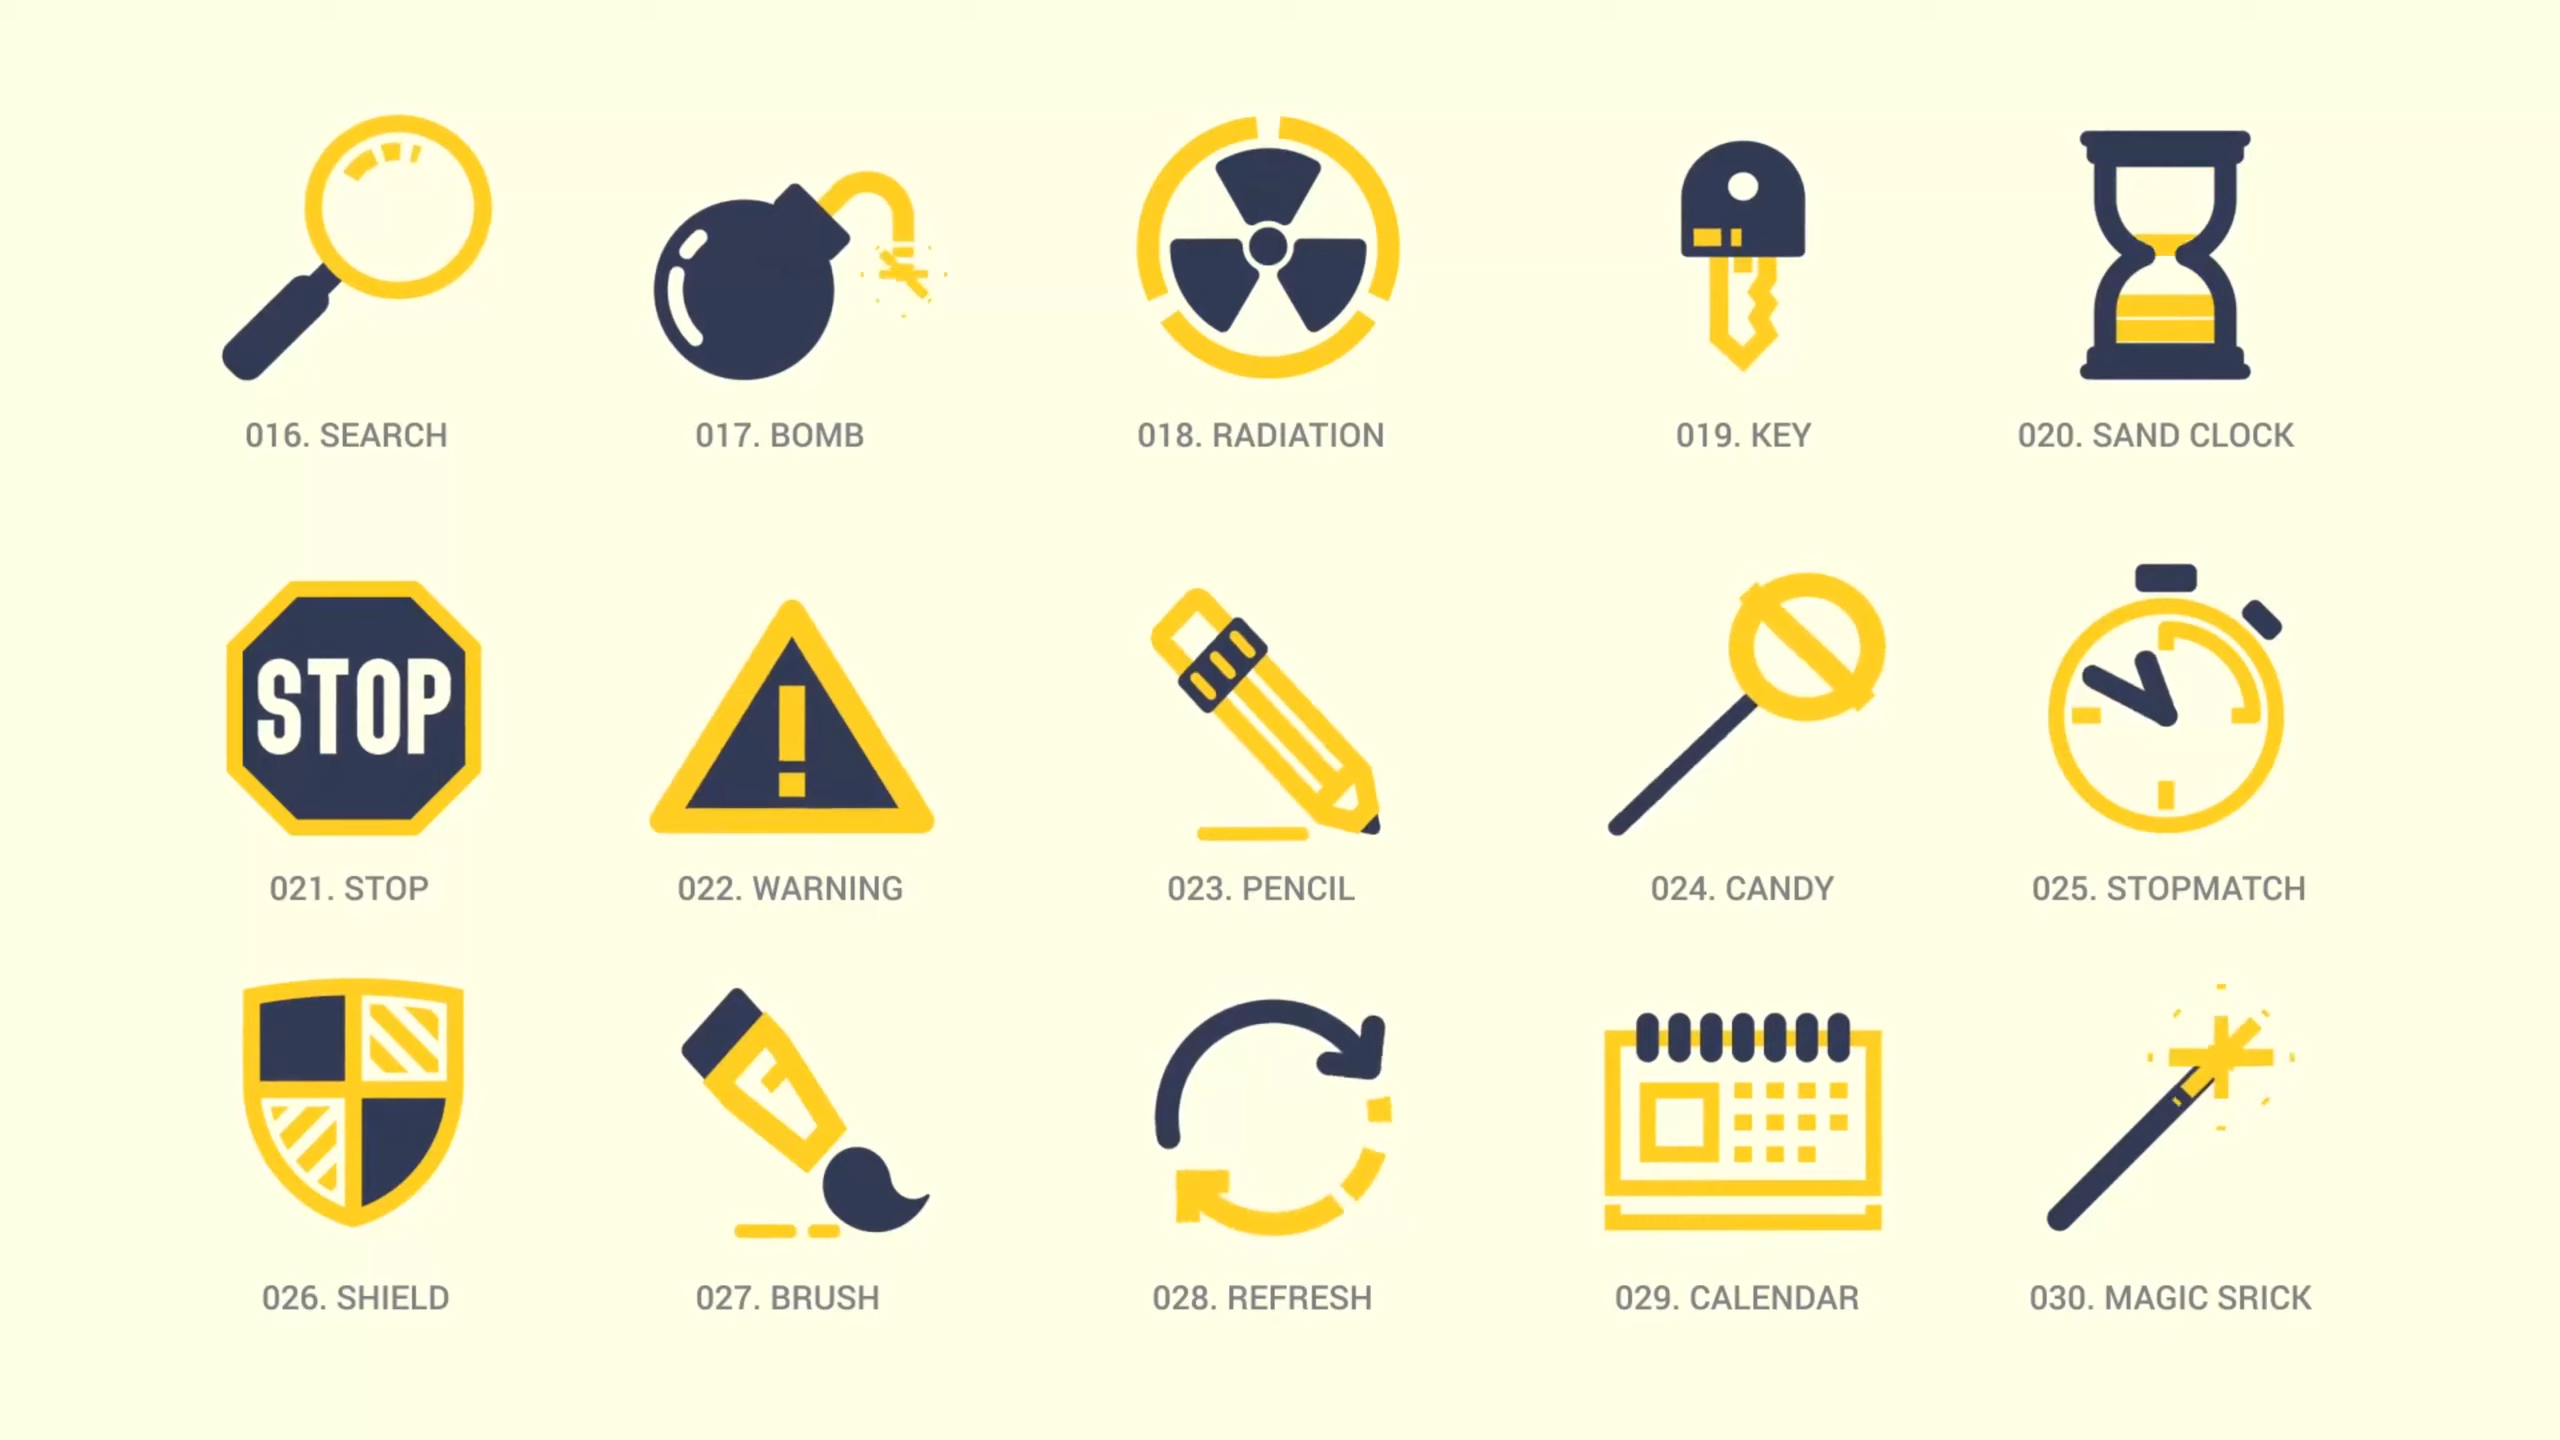 016. SEARCH
017. BOMB
018. RADIATION
019. KEY
020. SAND CLOCK
STOP
021. STOP
022. WARNING
023. PENCIL
024. CANDY
025. STOPMATCH
026. SHIELD
027. BRUSH
028. REFRESH
029. CALENDAR
030. MAGIC SRICK